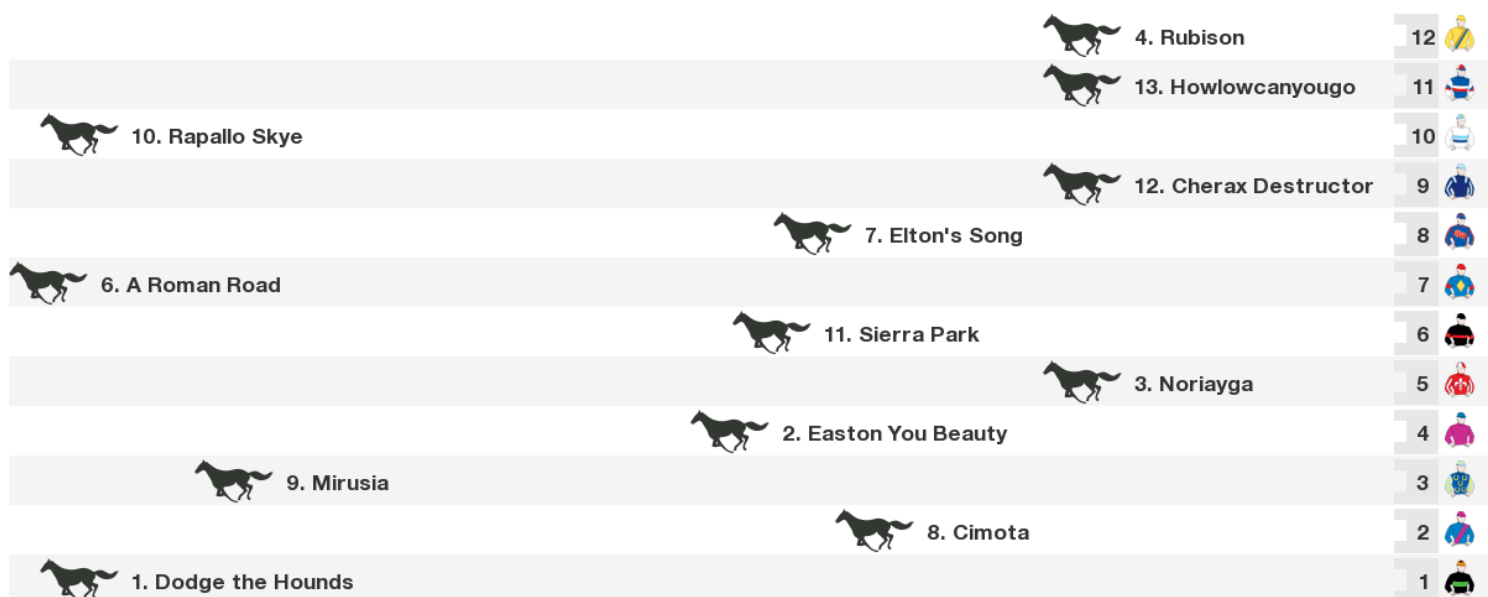 4. Rubison 12
13. Howlowcanyougo 11
10. Rapallo Skye 10
12. Cherax Destructor 9
7. Elton's Song 8
6. A Roman Road 7
11. Sierra Park 6
3. Noriayga 5
2. Easton You Beauty 4
9. Mirusia 3
8. Cimota 2
1. Dodge the Hounds 1